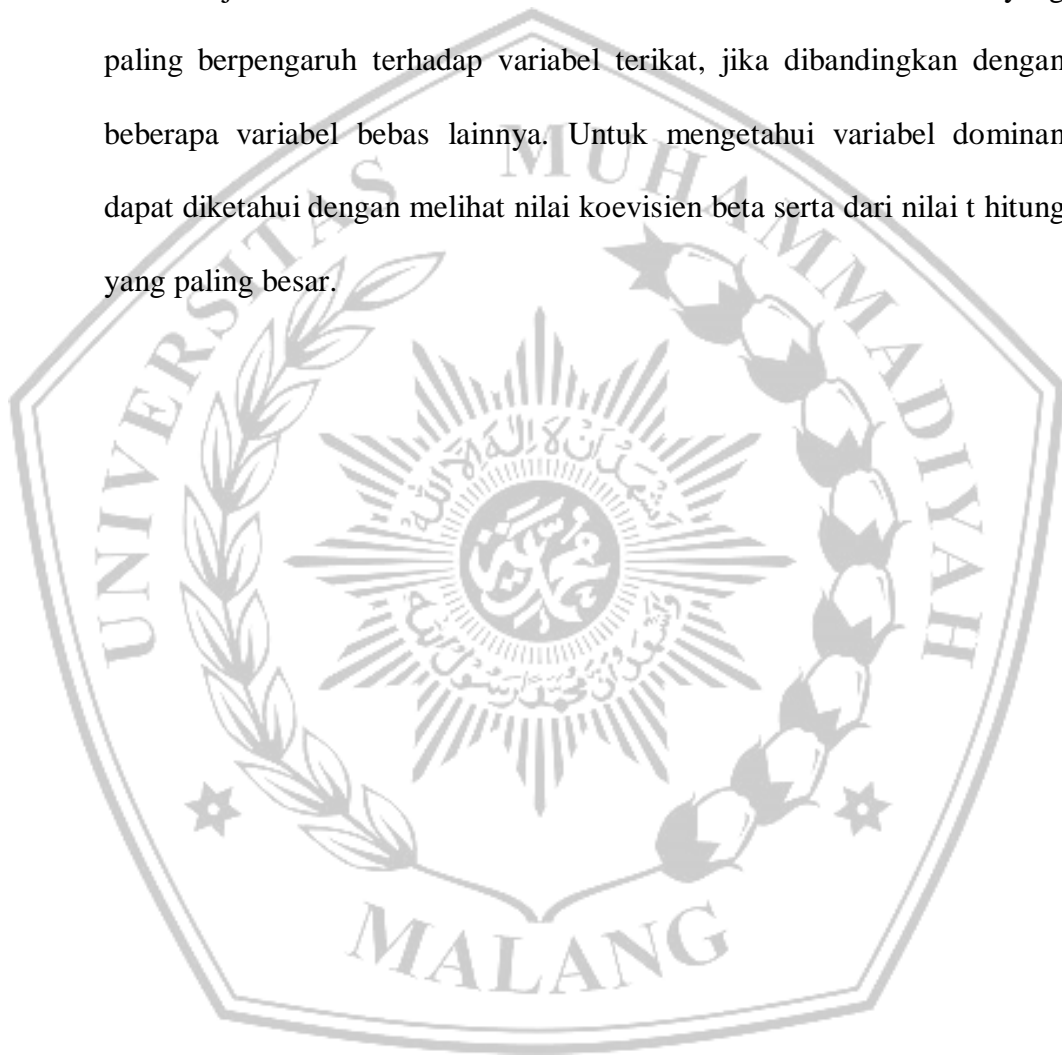 paling berpengaruh terhadap variabel terikat, jika dibandingkan dengan
beberapa variabel bebas lainnya. Untuk mengetahui variabel dominan
dapat diketahui dengan melihat nilai koevisien beta serta dari nilai t hitung
yang paling besar.
UNIVERSITAS MUHAMMADIYAH
MALANG